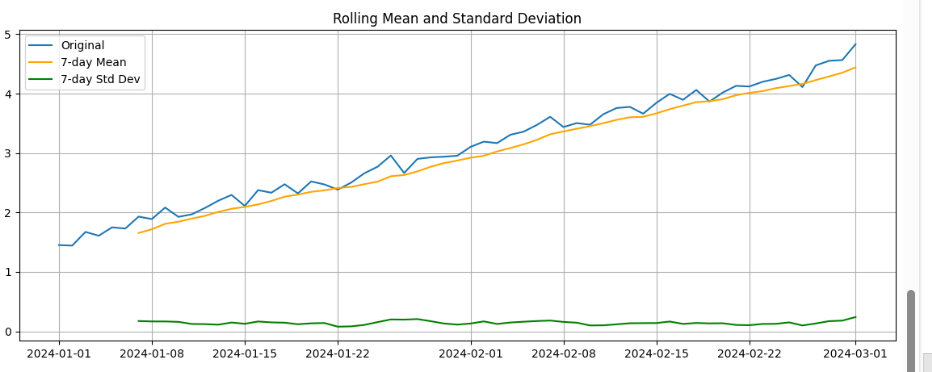 Rolling Mean and Standard Deviation
Original
7-day Mean
7-day Std Dev
5
4
3
2
1
0
2024-01-01 2024-01-08 2024-01-15 2024-01-22 2024-02-01 2024-02-08 2024-02-15 2024-02-22 2024-03-01